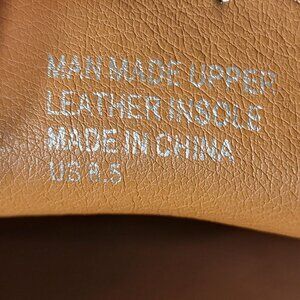 MAN MADE UPPER
LEATHER INSOLE
MADE IN CHINA
US 8.5